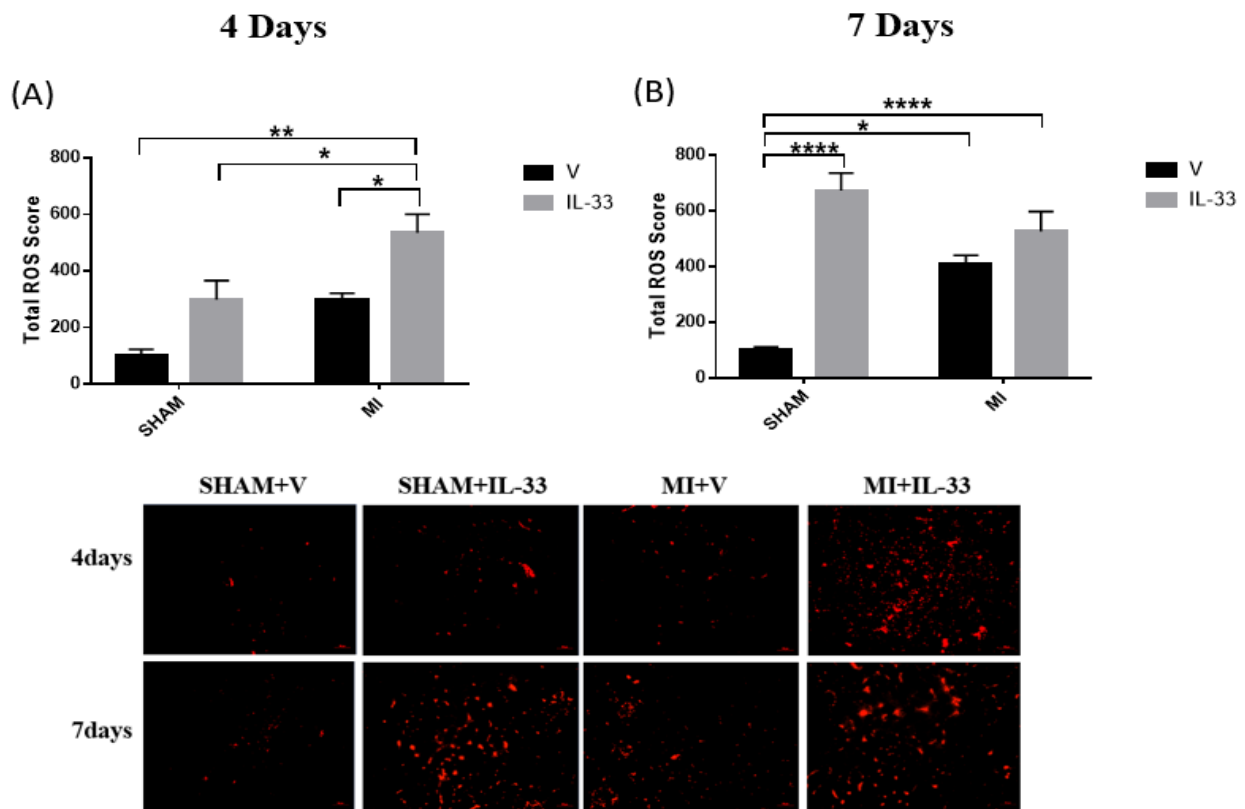 4 Days
7 Days
(A)
(B)
**
*
*
****
*
****
800
600
400
200
0
Total ROS Score
SHAM
MI
V
IL-33
800
600
400
200
0
Total ROS Score
SHAM
MI
V
IL-33
SHAM+V SHAM+IL-33 MI+V MI+IL-33
4days
7days